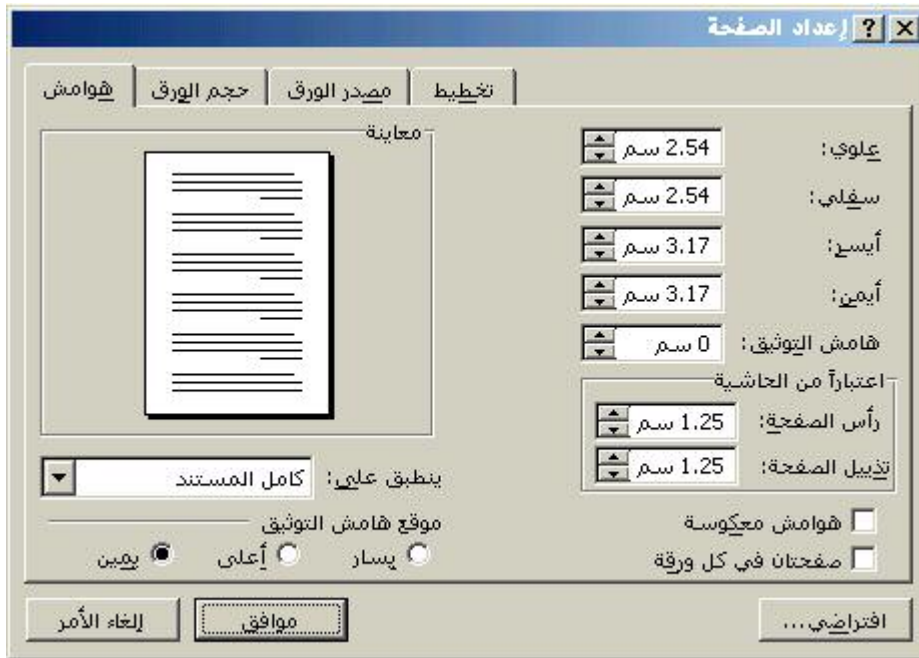 إعداد الصفحة
هوامش
حجم الورق
مصدر الورق
تخطيط
علوي: 2.54 سم
سفلي: 2.54 سم
أيسر: 3.17 سم
أيمن: 3.17 سم
هامش التوثيق: 0 سم
اعتباراً من الحاشية
رأس الصفحة: 1.25 سم
تذييل الصفحة: 1.25 سم
هوامش معكوسة
صفحتان في كل ورقة
معاينة
ينطبق على: كامل المستند
موقع هامش التوثيق
يسار أعلى يمين
افتراضي...
موافق
إلغاء الأمر